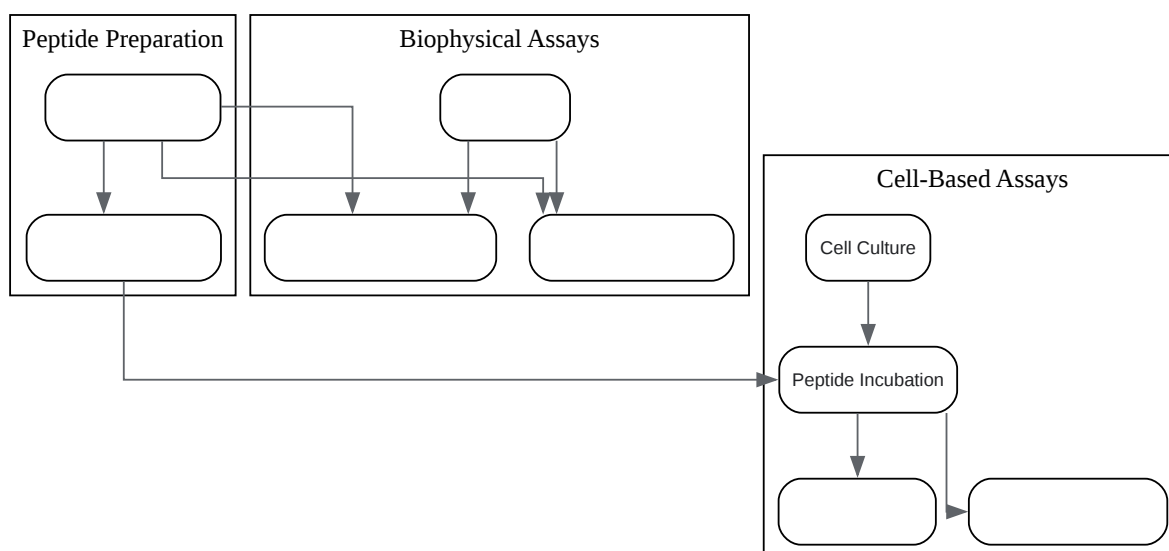 Peptide Preparation
Biophysical Assays
Cell-Based Assays
Cell Culture
Peptide Incubation